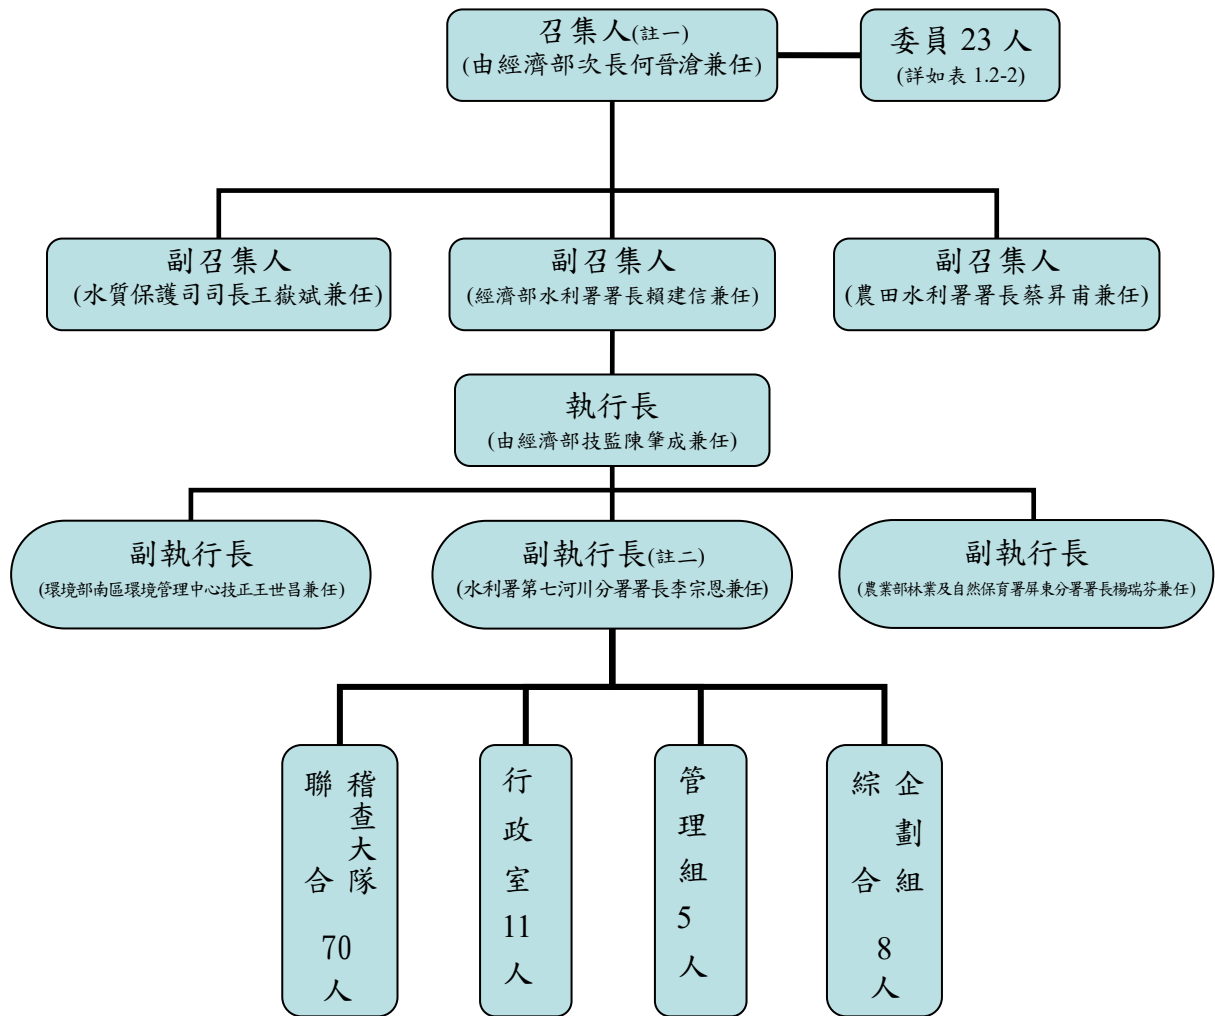 召集人(註一)
(由經濟部次長何晉滄兼任)
委員 23 人
(詳如表 1.2-2)
副召集人
(水質保護司司長王嶽斌兼任)
副召集人
(經濟部水利署署長賴建信兼任)
副召集人
(農田水利署署長蔡昇甫兼任)
執行長
(由經濟部技監陳肇成兼任)
副執行長
(環境部南區環境管理中心技正王世昌兼任)
副執行長(註二)
(水利署第七河川分署署長李宗恩兼任)
副執行長
(農業部林業及自然保育署屏東分署署長楊瑞芬兼任)
聯合
稽查大隊
70
人
行政室
11
人
管理組
5
人
綜合
企劃組
8
人